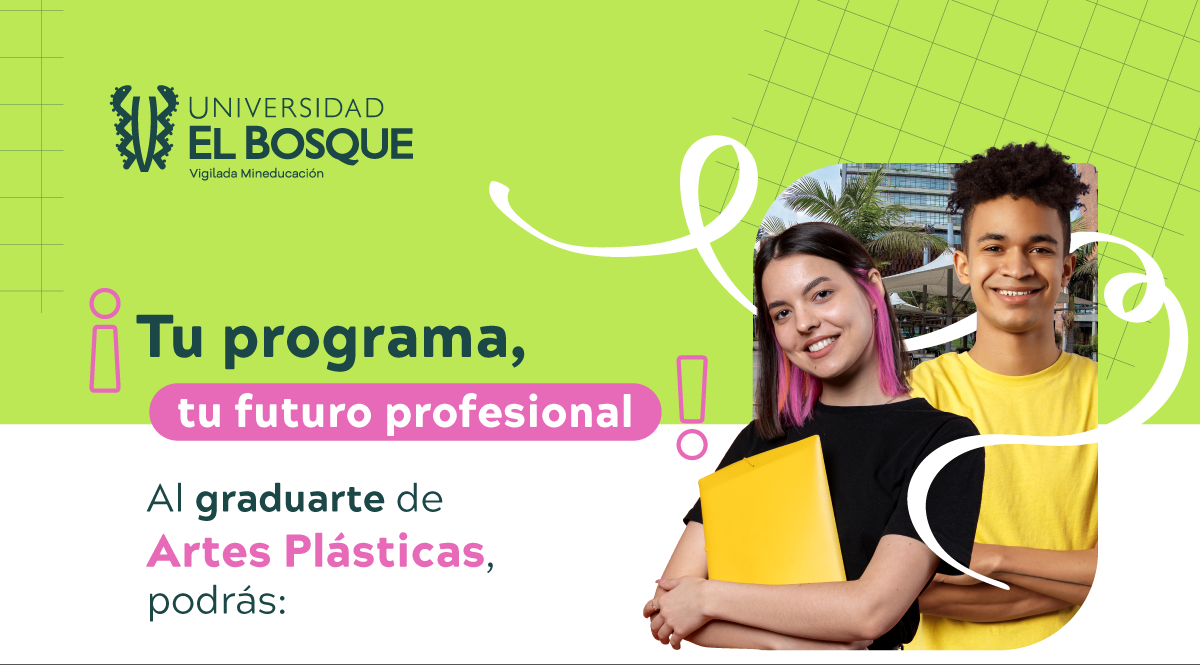 UNIVERSIDAD
EL BOSQUE
Vigilada Mineducación
¡Tu programa,
tu futuro profesional!
Al graduarte de
Artes Plásticas,
podrás: